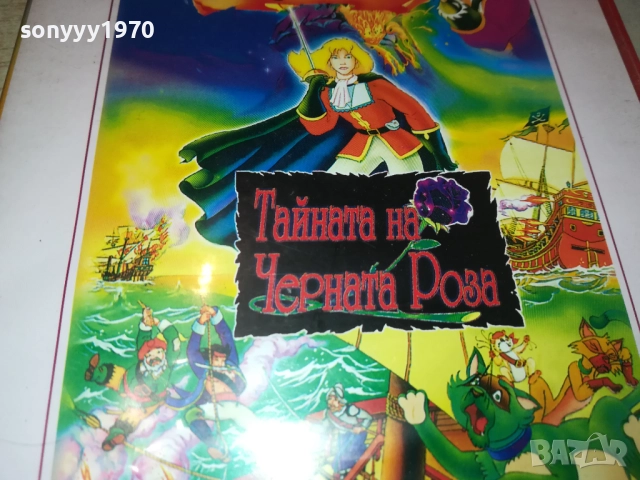 sonyyy1970
Тайната на
Черната Роза
BAZAR